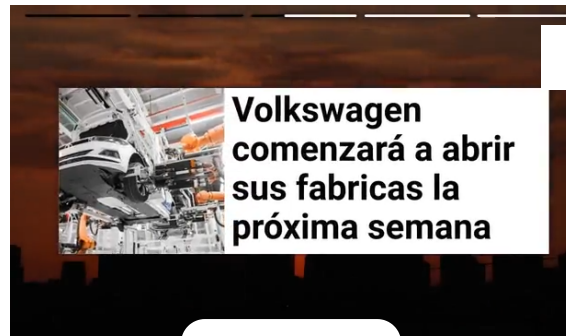 Volkswagen
comenzará a abrir
sus fabricas la
próxima semana